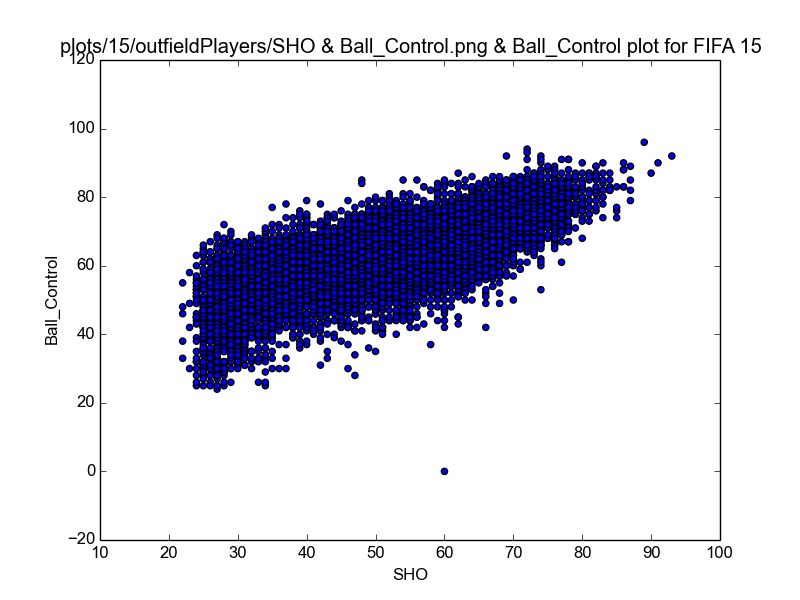 plots/15/outfieldPlayers/SHO & Ball_Control.png & Ball_Control plot for FIFA 15
120
100
80
60
40
20
0
−20
Ball_Control
10 20 30 40 50 60 70 80 90 100
SHO